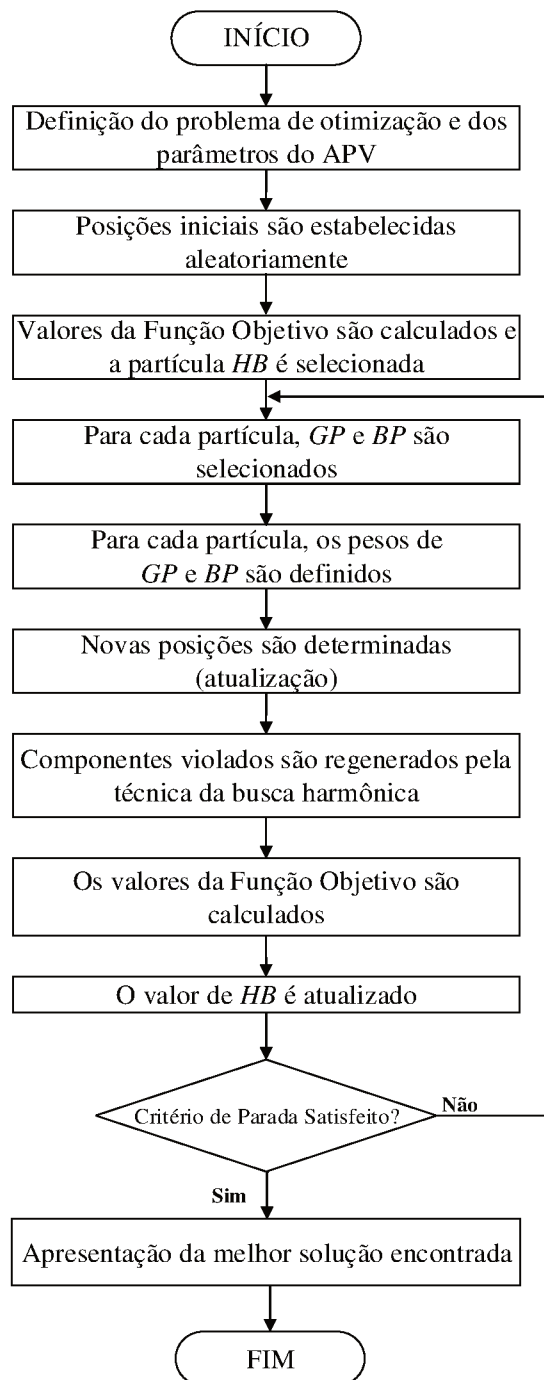 INÍCIO
Definição do problema de otimização e dos
parâmetros do APV
Posições iniciais são estabelecidas
aleatoriamente
Valores da Função Objetivo são calculados e
a partícula HB é selecionada
Para cada partícula, GP e BP são
selecionados
Para cada partícula, os pesos de
GP e BP são definidos
Novas posições são determinadas
(atualização)
Componentes violados são regenerados pela
técnica da busca harmônica
Os valores da Função Objetivo são
calculados
O valor de HB é atualizado
Critério de Parada Satisfeito?
Não
Sim
Apresentação da melhor solução encontrada
FIM